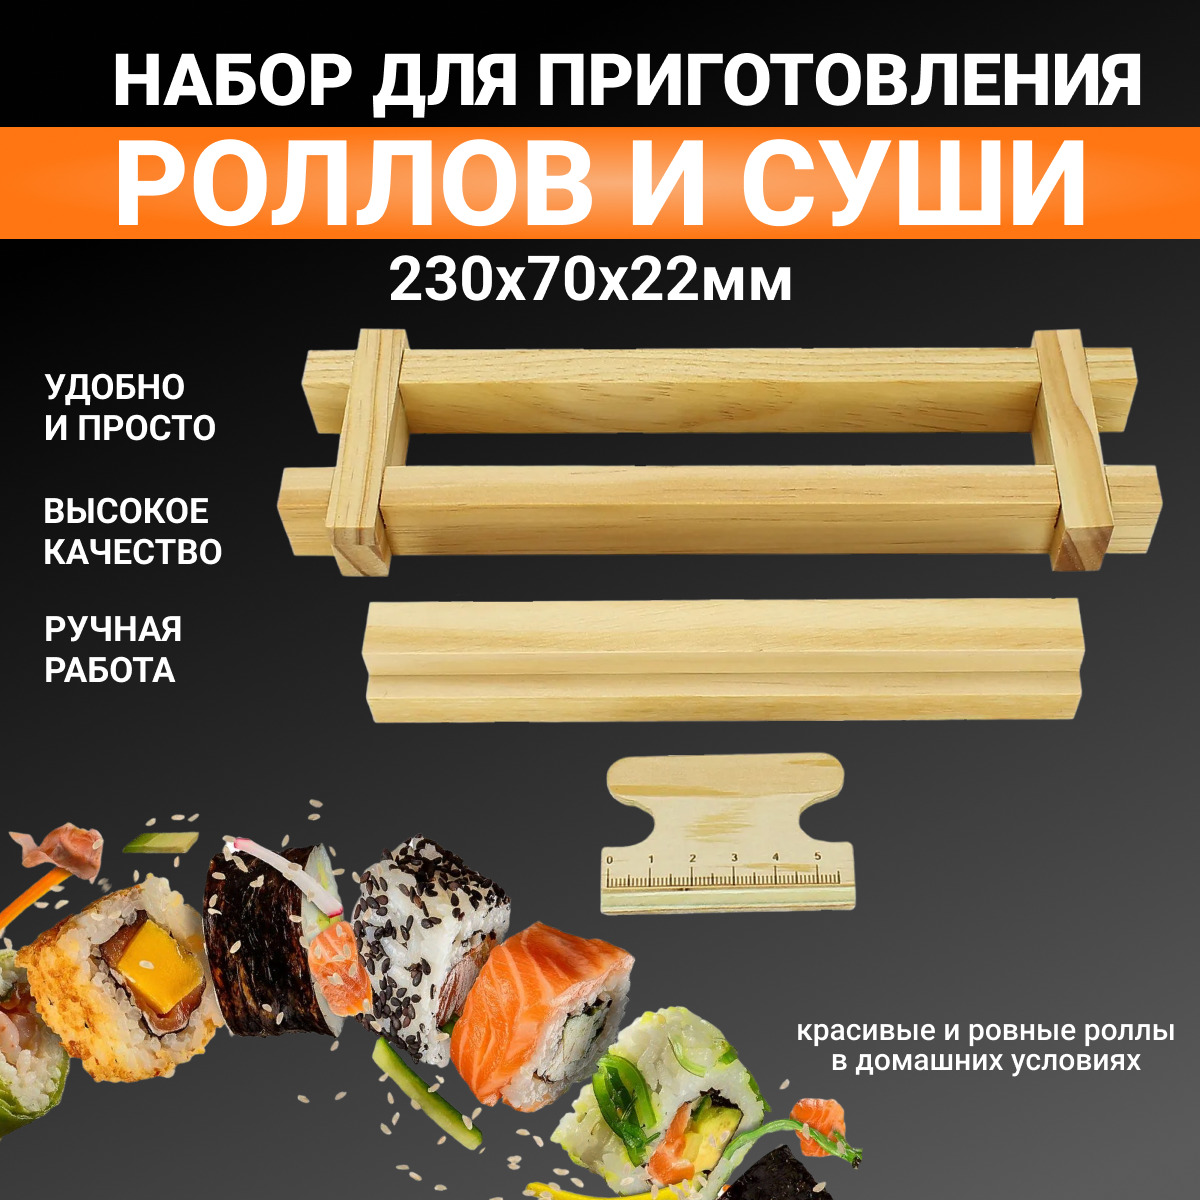 НАБОР ДЛЯ ПРИГОТОВЛЕНИЯ
РОЛЛОВ И СУШИ
230х70х22мм
УДОБНО
И ПРОСТО
ВЫСОКОЕ
КАЧЕСТВО
РУЧНАЯ
РАБОТА
0 1 2 3 4 5
красивые и ровные роллы
в домашних условиях